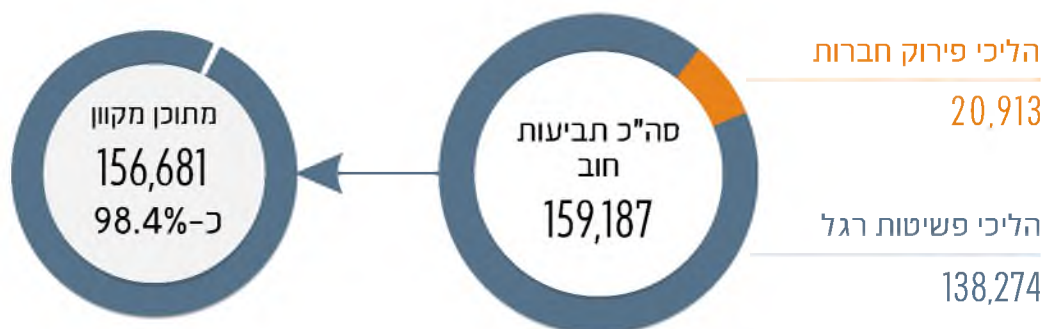 הליכי פירוק חברות
20,913
הליכי פשיטות רגל
138,274
סה"כ תביעות
חוב
159,187
מתוכן מקוון
156,681
כ-98.4%